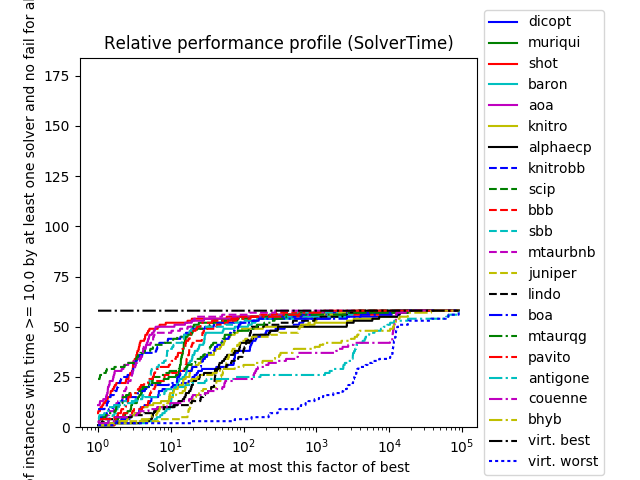 Relative performance profile (SolverTime)
of instances with time >= 10.0 by at least one solver and no fail for
175
150
125
100
75
50
25
0
10^0
10^1
10^2
10^3
10^4
10^5
SolverTime at most this factor of best
dicopt
muriqui
shot
baron
aoa
knitro
alphaecp
knitrobb
scip
bbb
sbb
mtaurbnb
juniper
lindo
boa
mtaurqg
pavito
antigone
couenne
bhyb
virt. best
virt. worst